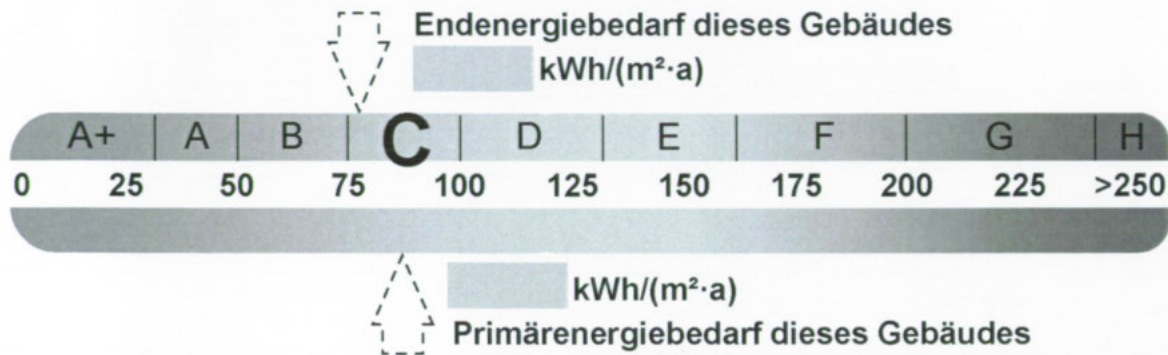 Endenergiebedarf dieses Gebäudes
kWh/(m²·a)
A+ A B C D E F G H
0 25 50 75 100 125 150 175 200 225 >250
kWh/(m²·a)
Primärenergiebedarf dieses Gebäudes